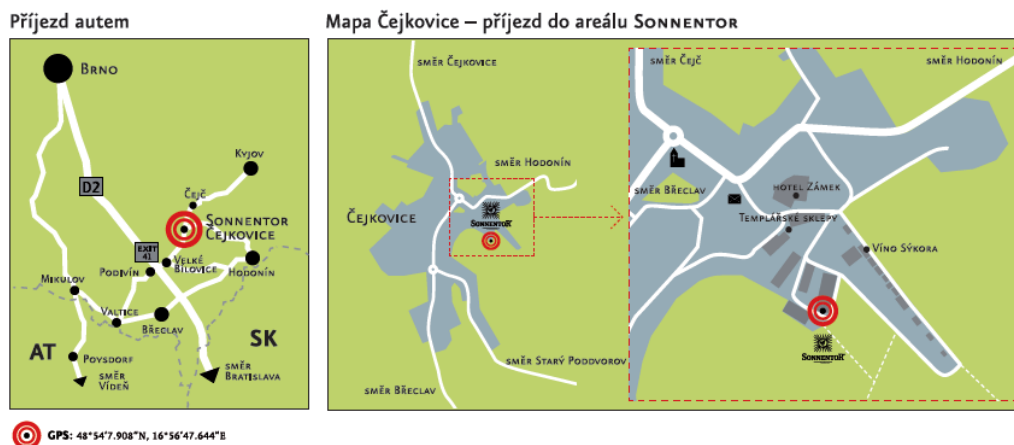 Příjezd autem
Mapa Čejkovice – příjezd do areálu Sonnentor
Brno
D2
Kyjov
Čejč
Sonnentor
Čejkovice
EXIT
41
Velké
Bílovice
Podivín
Hodonín
Mikulov
Valtice
Břeclav
AT
SK
Poysdorf
směr
Vídeň
směr
Bratislava
směr Čejkovice
směr Hodonín
Čejkovice
SONNENTOR
směr Starý Poddvorov
směr Břeclav
směr Čejč
směr Hodonín
směr Břeclav
Hotel Zámek
Templářské sklepy
Víno Sýkora
SONNENTOR
GPS: 48°54'7.908"N, 16°56'47.644"E